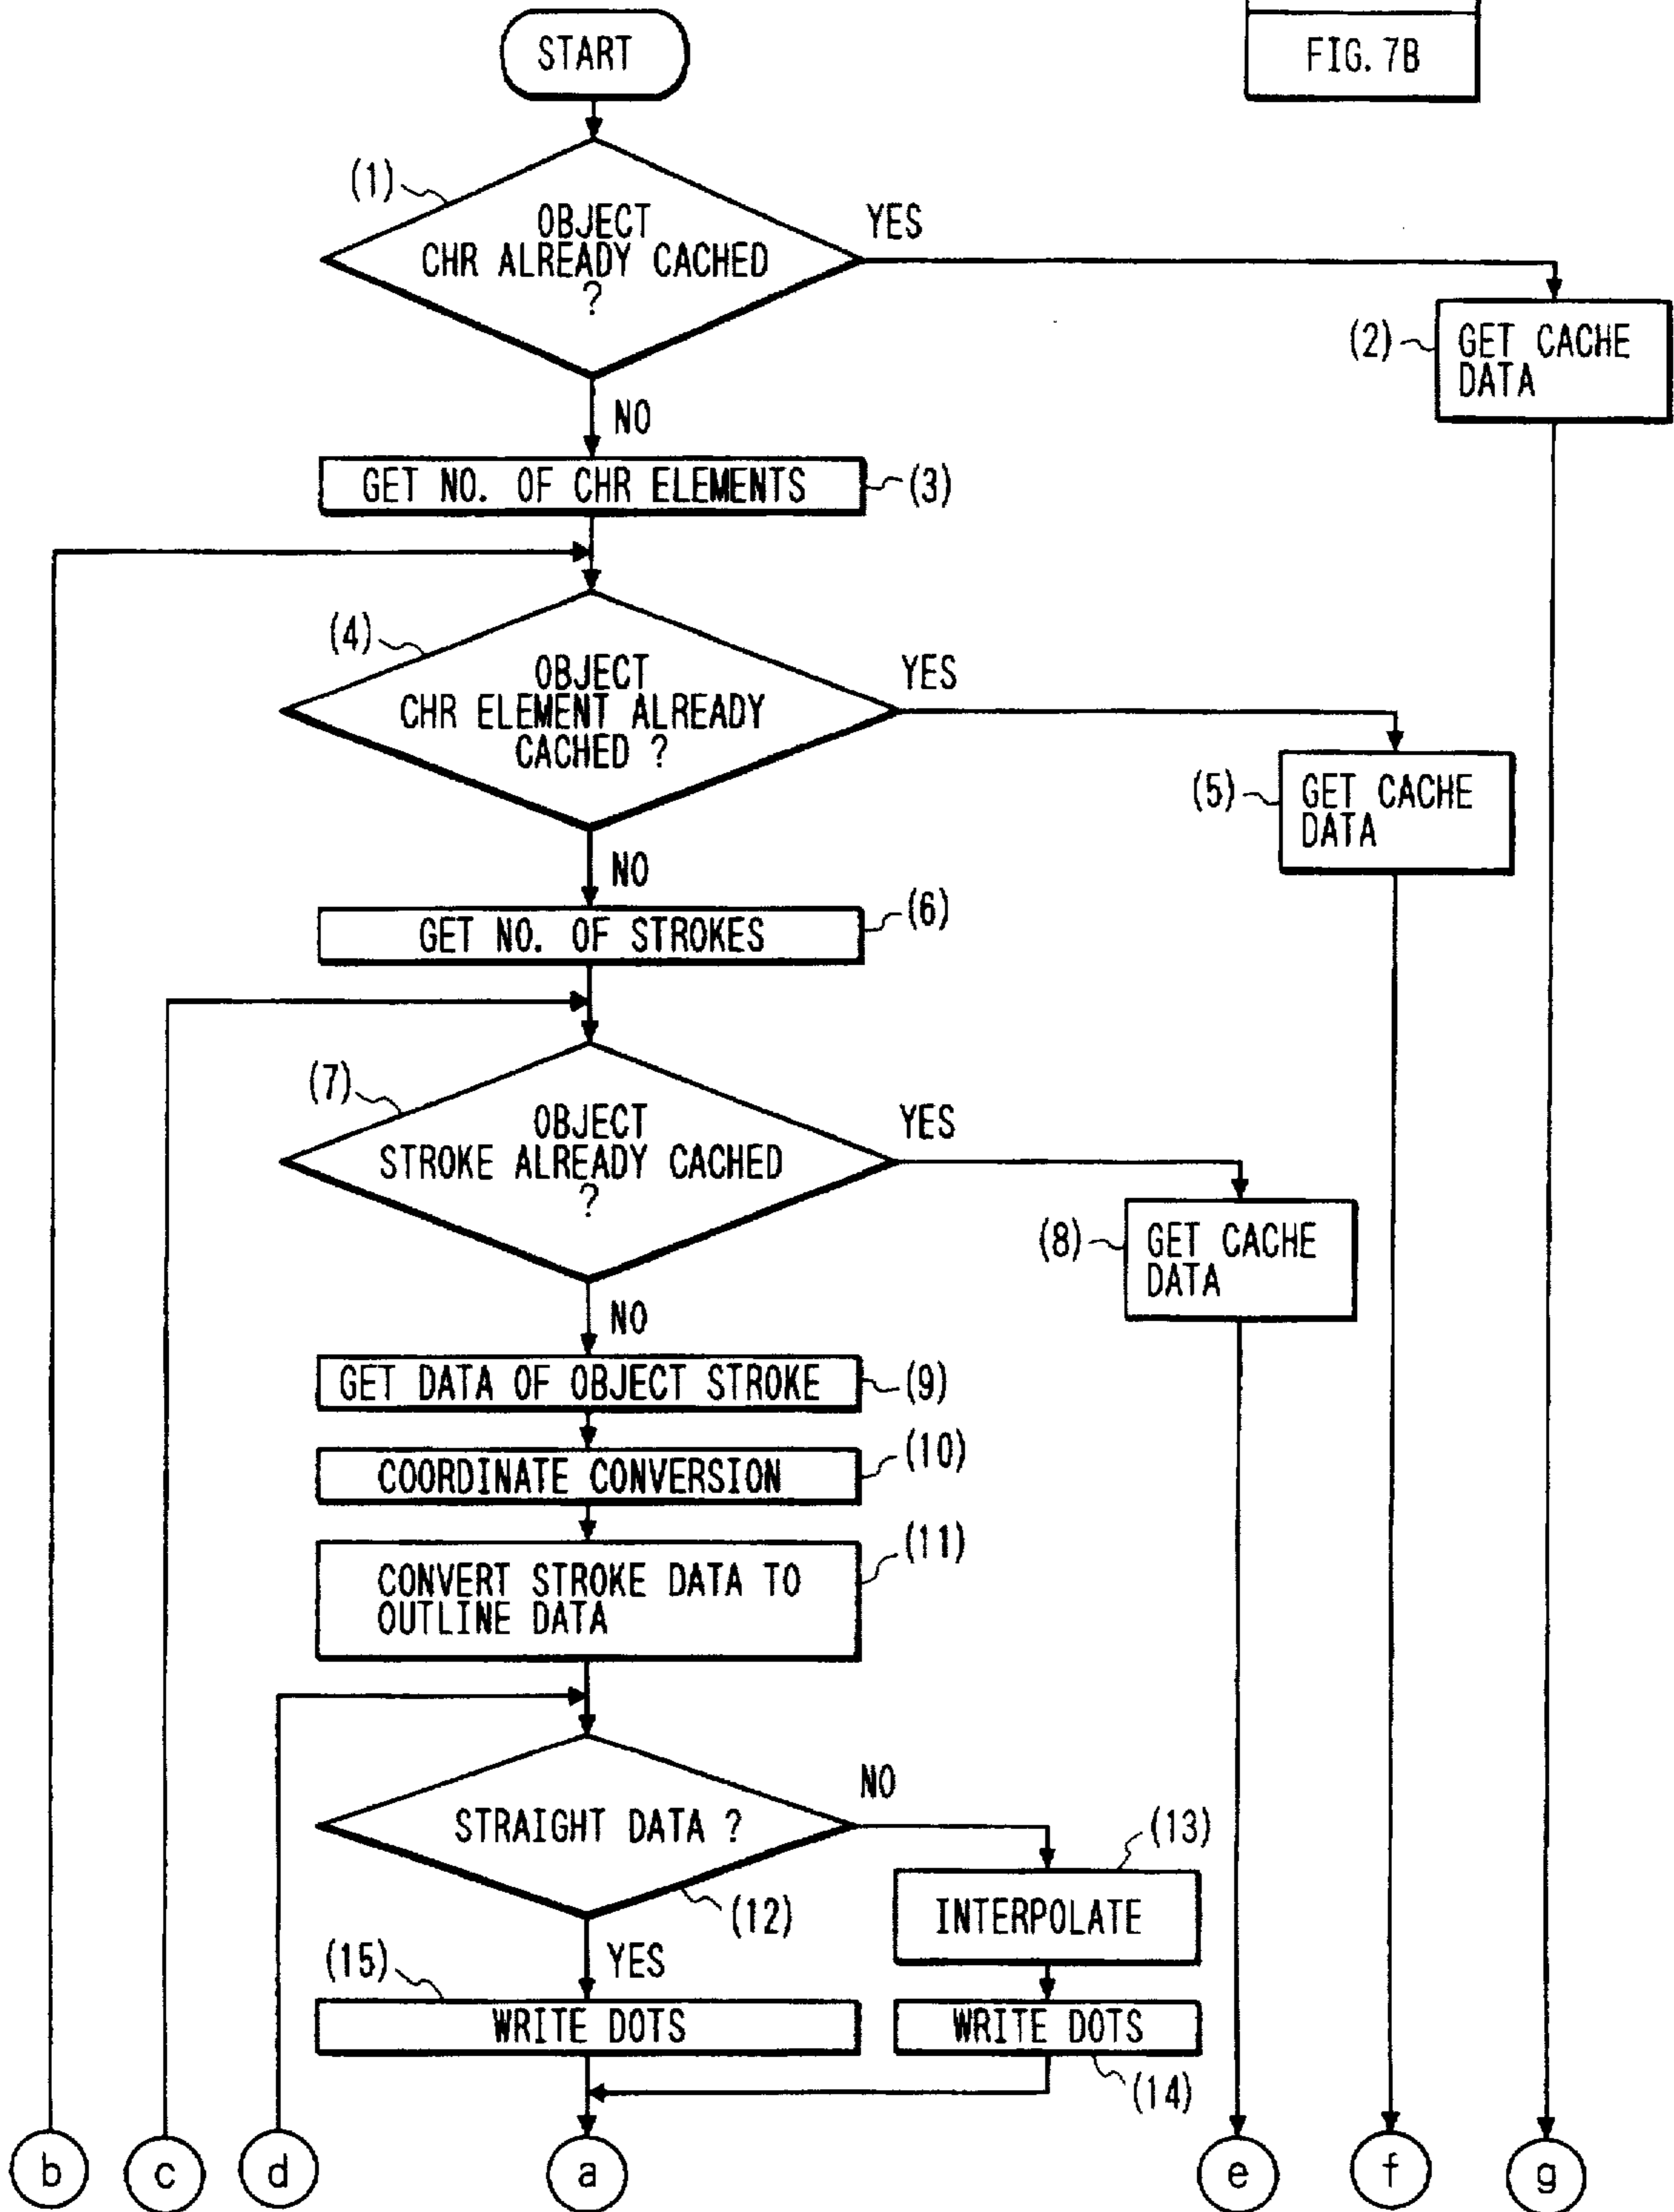 FIG. 7B
START
(1)
OBJECT
CHR ALREADY CACHED
?
YES
(2)
GET CACHE
DATA
NO
GET NO. OF CHR ELEMENTS
(3)
(4)
OBJECT
CHR ELEMENT ALREADY
CACHED ?
YES
(5)
GET CACHE
DATA
NO
GET NO. OF STROKES
(6)
(7)
OBJECT
STROKE ALREADY CACHED
?
YES
(8)
GET CACHE
DATA
NO
GET DATA OF OBJECT STROKE
(9)
COORDINATE CONVERSION
(10)
CONVERT STROKE DATA TO
OUTLINE DATA
(11)
STRAIGHT DATA ?
NO
(12)
(13)
INTERPOLATE
YES
(15)
WRITE DOTS
WRITE DOTS
(14)
b
c
d
a
e
f
g